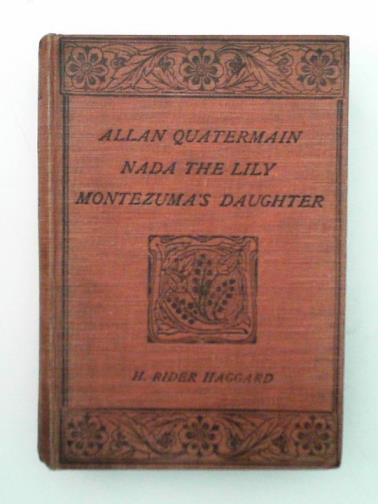 ALLAN QUATERMAIN
NADA THE LILY
MONTEZUMA'S DAUGHTER
H. RIDER HAGGARD